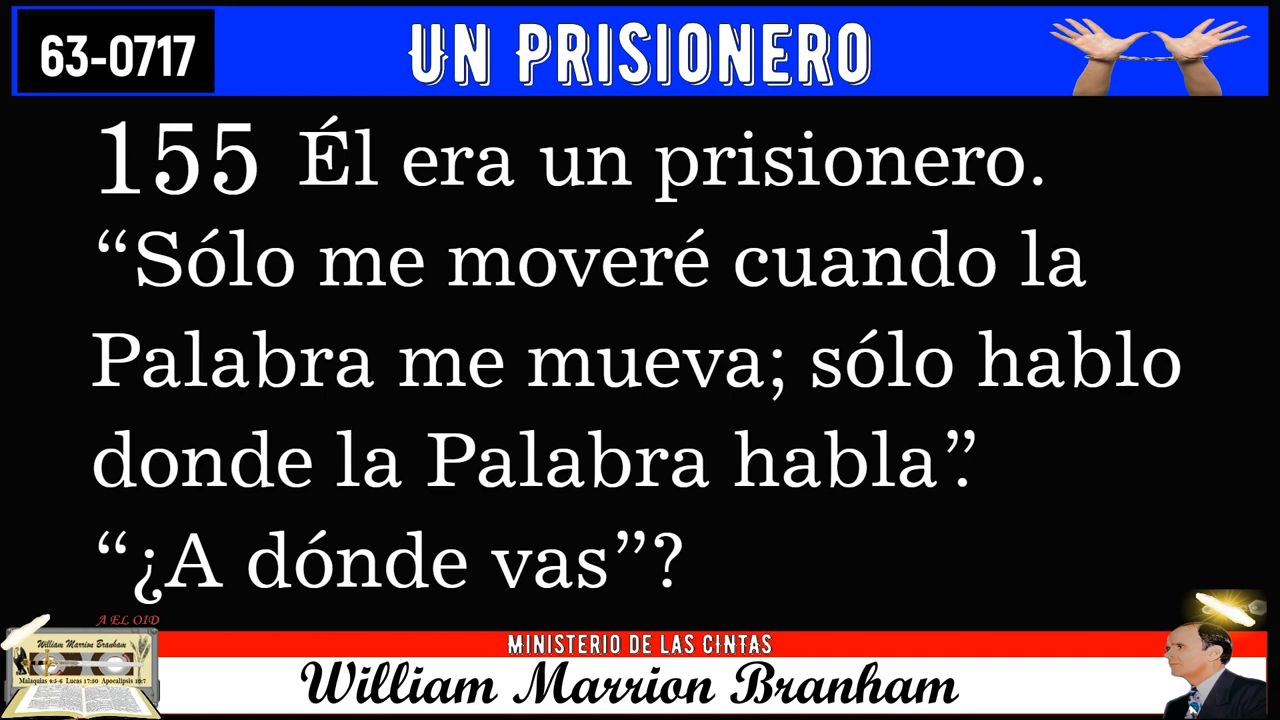 63-0717
UN PRISIONERO
155 Él era un prisionero.
“Sólo me moveré cuando la
Palabra me mueva; sólo hablo
donde la Palabra habla”.
“¿A dónde vas”?
A EL OID
William Marrion Branham
Malaquías 4:5-6 Lucas 17:30 Apocalipsis 10:7
MINISTERIO DE LAS CINTAS
William Marrion Branham